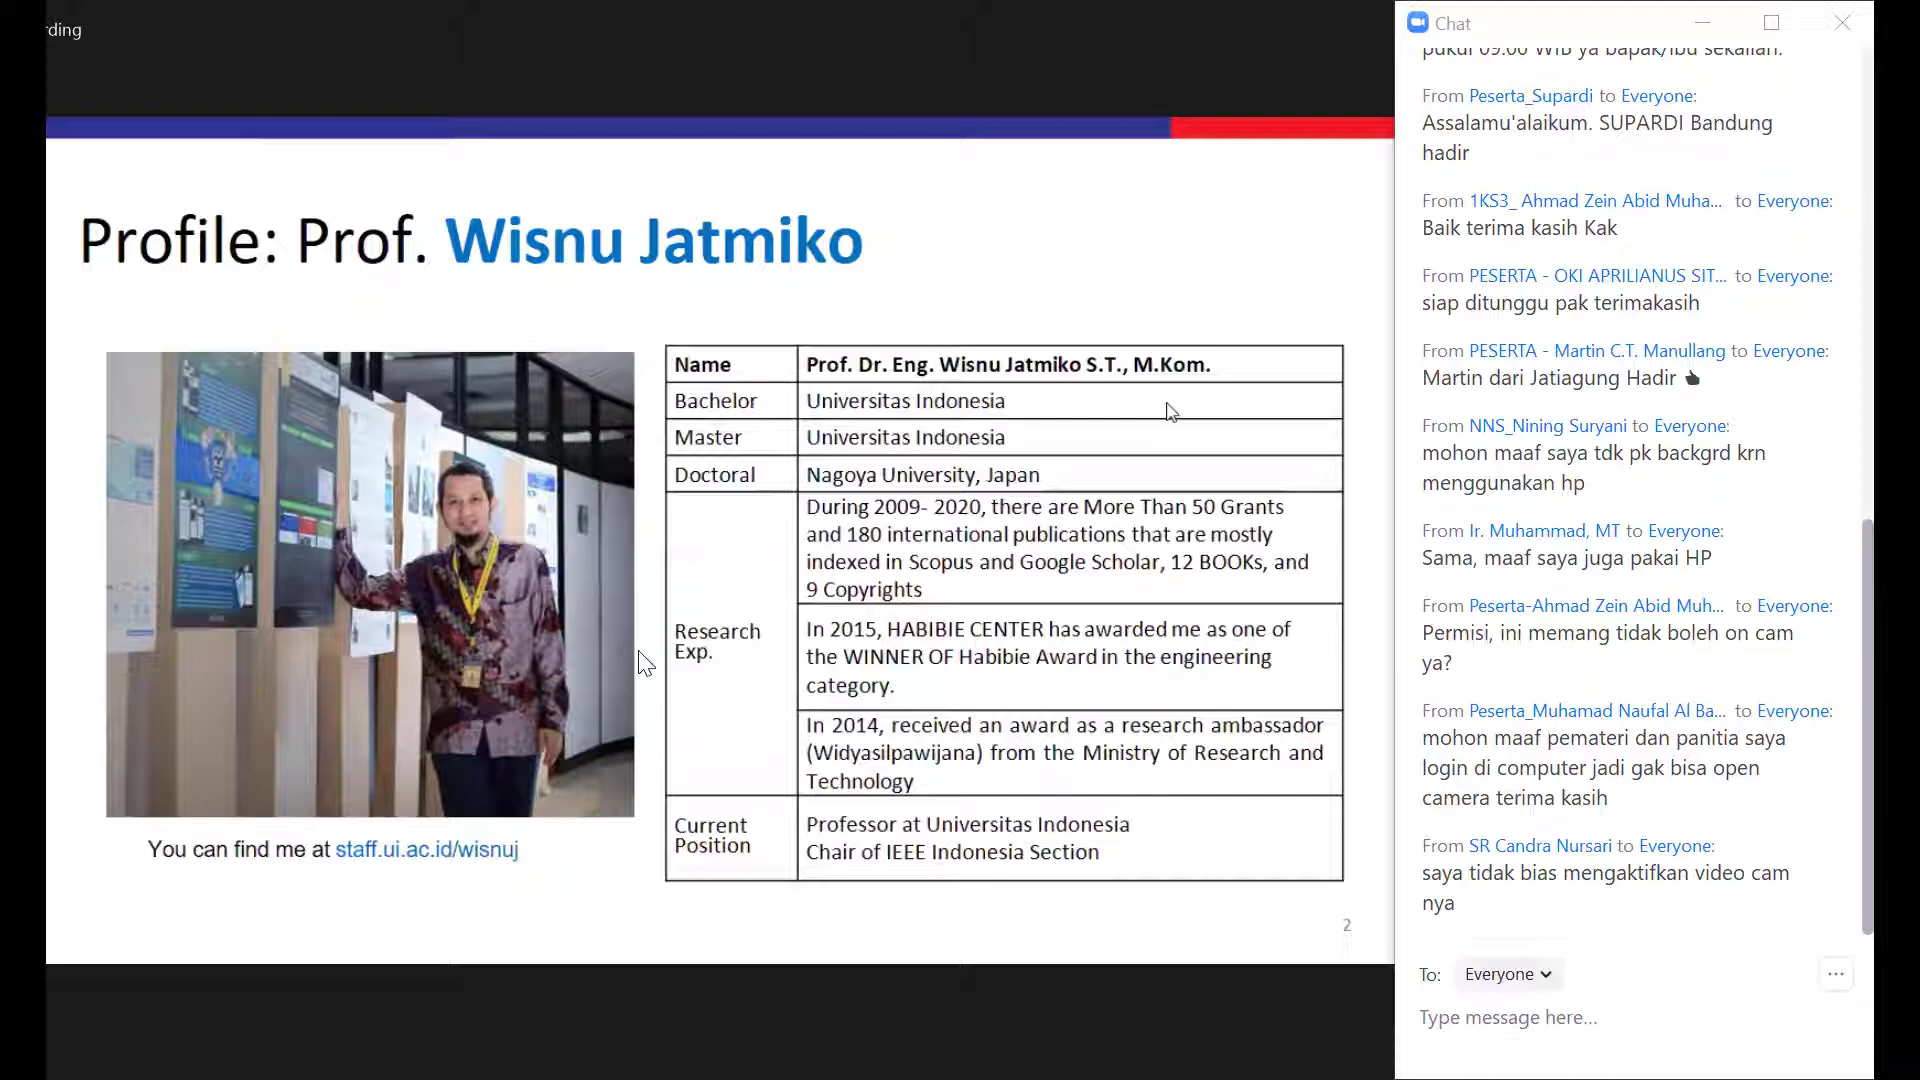 rding
Profile: Prof. Wisnu Jatmiko
Name Prof. Dr. Eng. Wisnu Jatmiko S.T., M.Kom.
Bachelor Universitas Indonesia
Master Universitas Indonesia
Doctoral Nagoya University, Japan
Research
Exp.
During 2009- 2020, there are More Than 50 Grants
and 180 international publications that are mostly
indexed in Scopus and Google Scholar, 12 BOOKs, and
9 Copyrights
In 2015, HABIBIE CENTER has awarded me as one of
the WINNER OF Habibie Award in the engineering
category.
In 2014, received an award as a research ambassador
(Widyasilpawijana) from the Ministry of Research and
Technology
Current
Position
Professor at Universitas Indonesia
Chair of IEEE Indonesia Section
You can find me at staff.ui.ac.id/wisnuj
2
Chat
pukul 09.00 WIB ya bapak/ibu sekalian.
From Peserta_Supardi to Everyone:
Assalamu'alaikum. SUPARDI Bandung
hadir
From 1KS3_ Ahmad Zein Abid Muha... to Everyone:
Baik terima kasih Kak
From PESERTA - OKI APRILIANUS SIT... to Everyone:
siap ditunggu pak terimakasih
From PESERTA - Martin C.T. Manullang to Everyone:
Martin dari Jatiagung Hadir
From NNS_Nining Suryani to Everyone:
mohon maaf saya tdk pk backgrd krn
menggunakan hp
From Ir. Muhammad, MT to Everyone:
Sama, maaf saya juga pakai HP
From Peserta-Ahmad Zein Abid Muh... to Everyone:
Permisi, ini memang tidak boleh on cam
ya?
From Peserta_Muhamad Naufal Al Ba... to Everyone:
mohon maaf pemateri dan panitia saya
login di computer jadi gak bisa open
camera terima kasih
From SR Candra Nursari to Everyone:
saya tidak bias mengaktifkan video cam
nya
To: Everyone
Type message here...